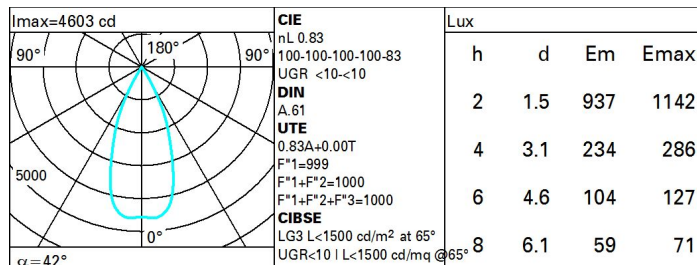 Imax=4603 cd
90° 180° 90°
5000
0°
α=42°
CIE
nL 0.83
100-100-100-100-83
UGR <10-<10
DIN
A.61
UTE
0.83A+0.00T
F"1=999
F"1+F"2=1000
F"1+F"2+F"3=1000
CIBSE
LG3 L<1500 cd/m² at 65°
UGR<10 | L<1500 cd/mq @65°
Lux
h d Em Emax
2 1.5 937 1142
4 3.1 234 286
6 4.6 104 127
8 6.1 59 71